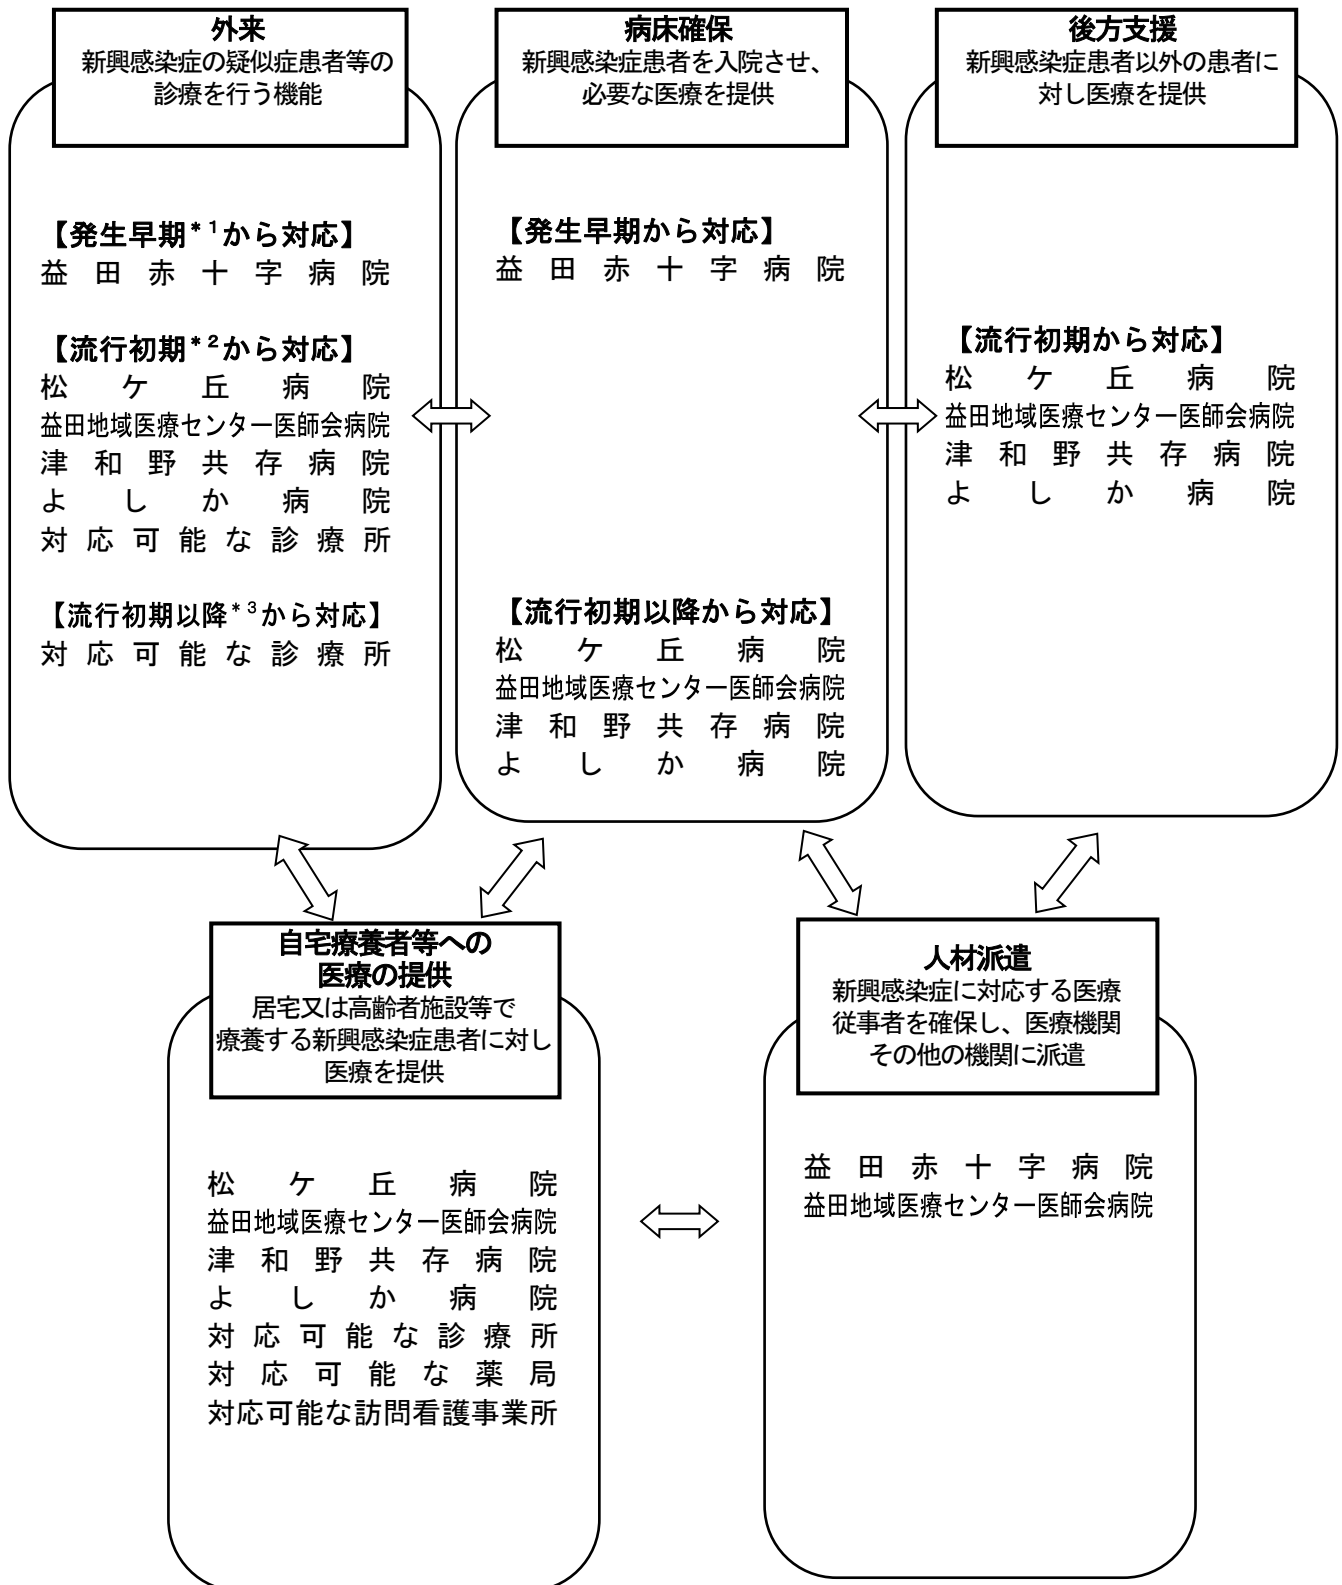 外来
新興感染症の疑似症患者等の
診療を行う機能
【発生早期*1から対応】
益田赤十字病院
【流行初期*2から対応】
松ケ丘病院
益田地域医療センター医師会病院
津和野共存病院
よしか病院
対応可能な診療所
【流行初期以降*3から対応】
対応可能な診療所
病床確保
新興感染症患者を入院させ、
必要な医療を提供
【発生早期から対応】
益田赤十字病院
【流行初期以降から対応】
松ケ丘病院
益田地域医療センター医師会病院
津和野共存病院
よしか病院
後方支援
新興感染症患者以外の患者に
対し医療を提供
【流行初期から対応】
松ケ丘病院
益田地域医療センター医師会病院
津和野共存病院
よしか病院
自宅療養者等への
医療の提供
居宅又は高齢者施設等で
療養する新興感染症患者に対し
医療を提供
松ケ丘病院
益田地域医療センター医師会病院
津和野共存病院
よしか病院
対応可能な診療所
対応可能な薬局
対応可能な訪問看護事業所
人材派遣
新興感染症に対応する医療
従事者を確保し、医療機関
その他の機関に派遣
益田赤十字病院
益田地域医療センター医師会病院